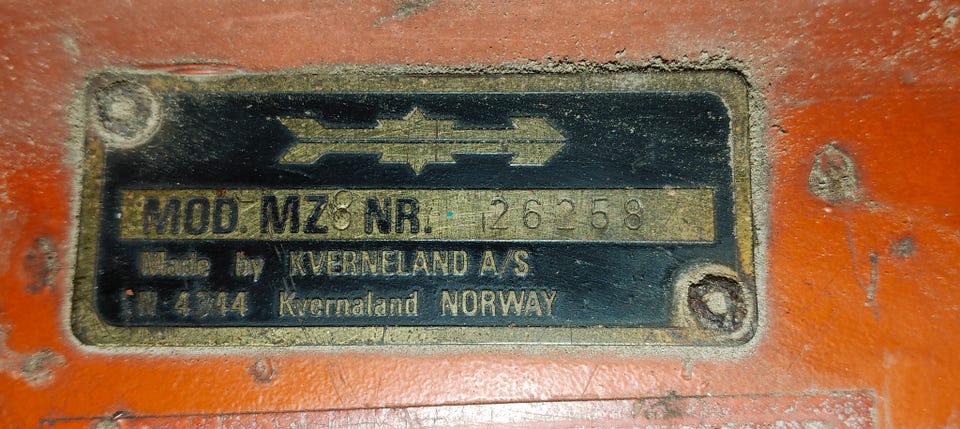 MOD. MZ8 NR. 26258
Made by KVERNELAND A/S
N 4344 Kvernaland NORWAY